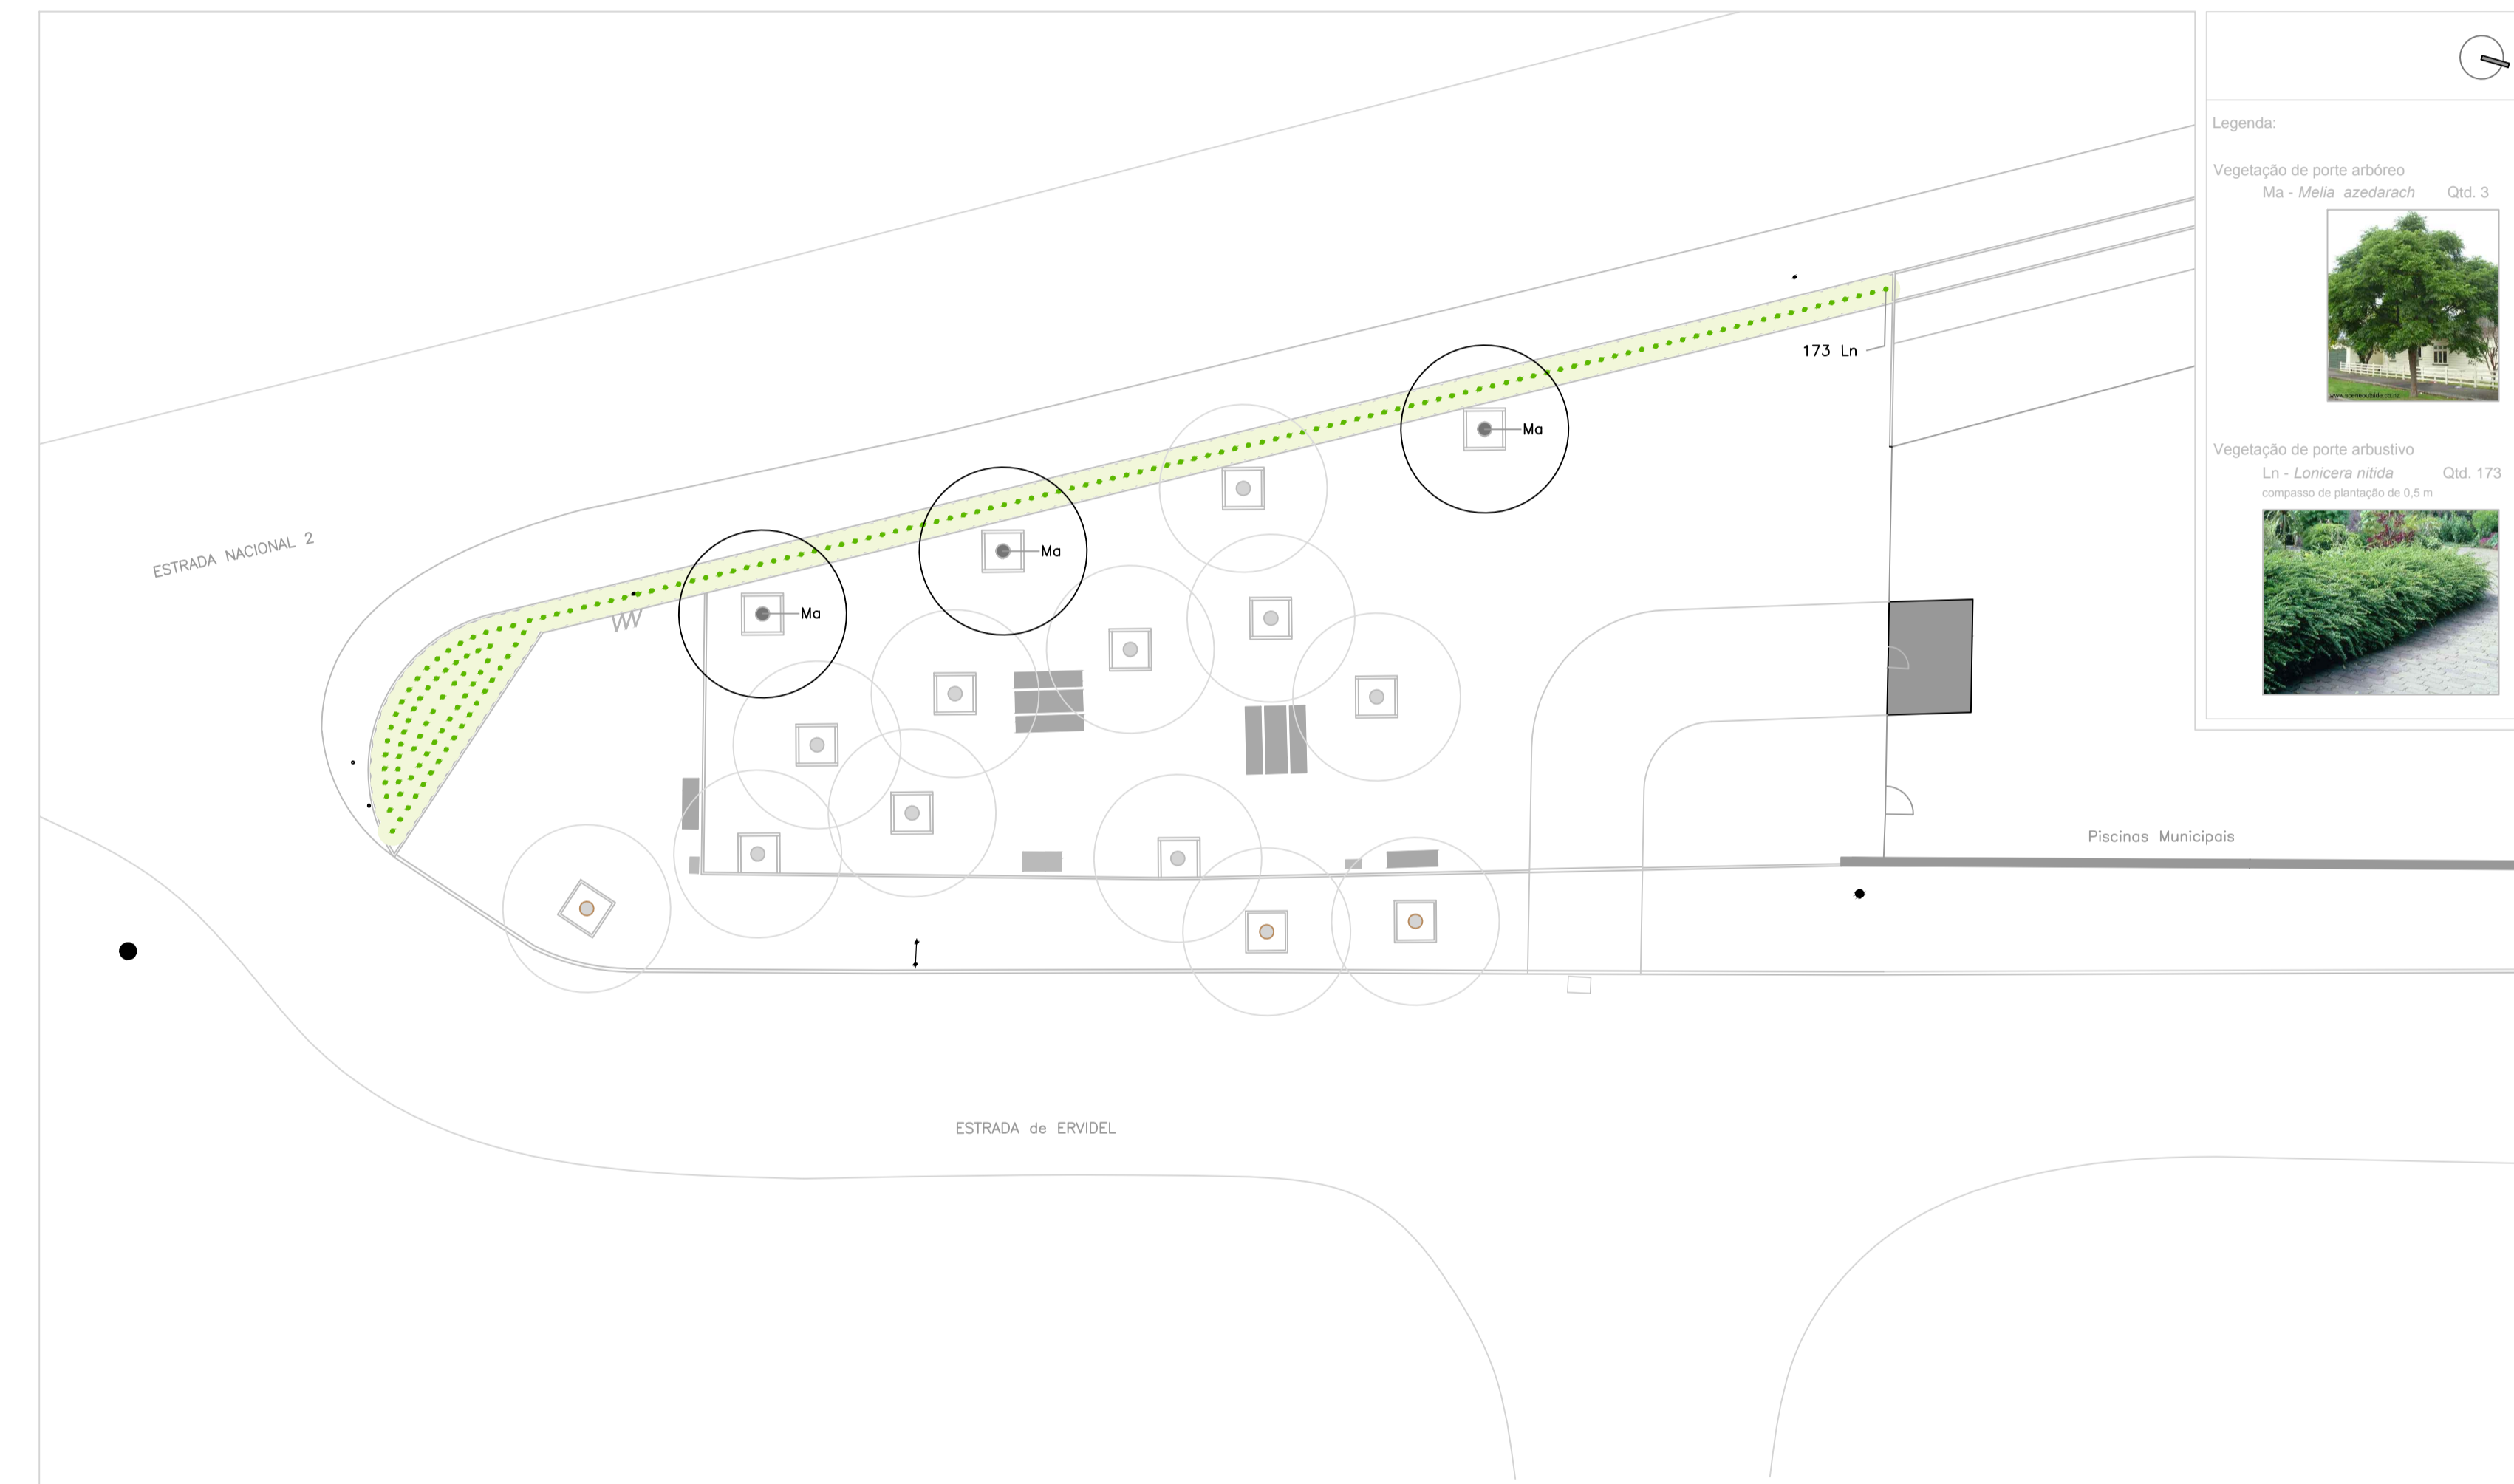 Legenda:
Vegetação de porte arbóreo
Ma - Melia azedarach Qtd. 3
Vegetação de porte arbustivo
Ln - Lonicera nitida Qtd. 173
compasso de plantação de 0,5 m
173 Ln
Ma
Ma
Ma
ESTRADA NACIONAL 2
Piscinas Municipais
ESTRADA de ERVIDEL